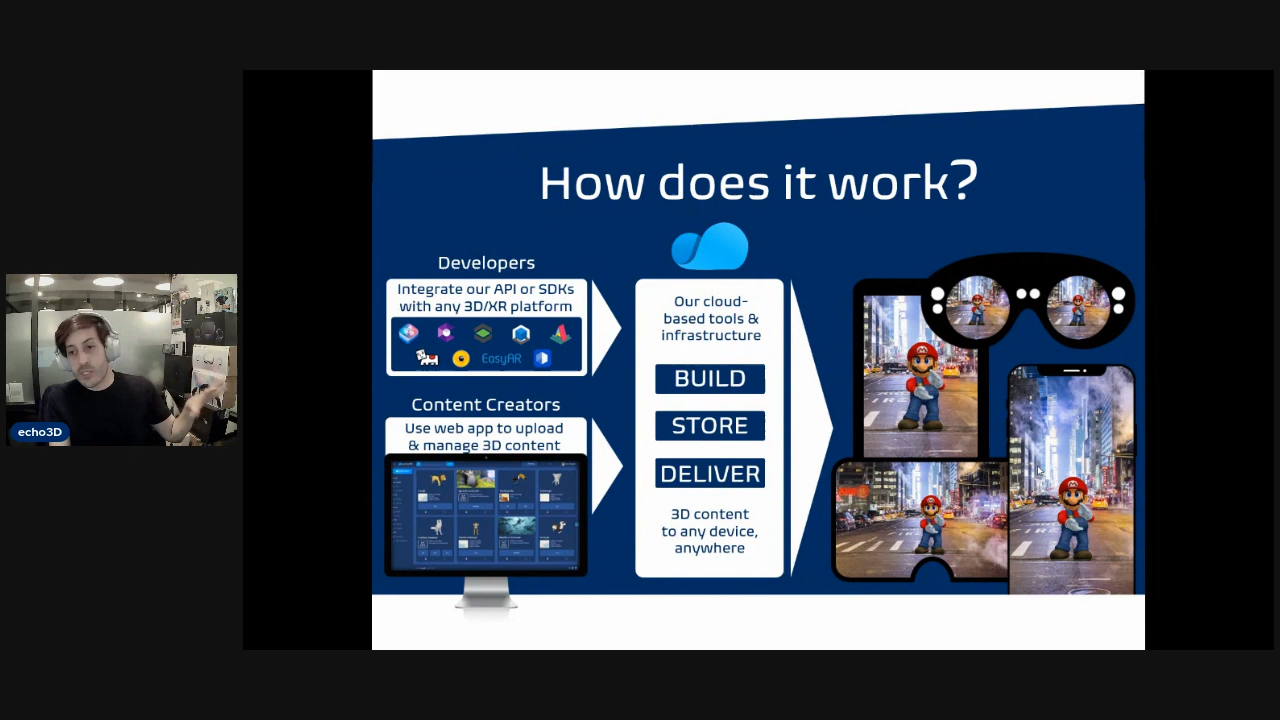 How does it work?
Developers
Integrate our API or SDKs
with any 3D/XR platform
EasyAR
Content Creators
Use web app to upload
& manage 3D content
Our cloud-
based tools &
infrastructure
BUILD
STORE
DELIVER
3D content
to any device,
anywhere
echo3D